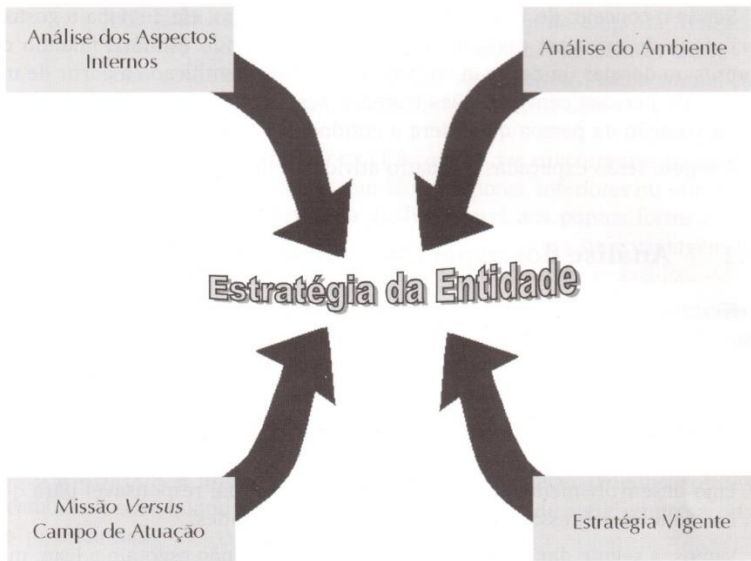 Análise dos Aspectos
Internos
Análise do Ambiente
Estratégia da Entidade
Missão Versus
Campo de Atuação
Estratégia Vigente